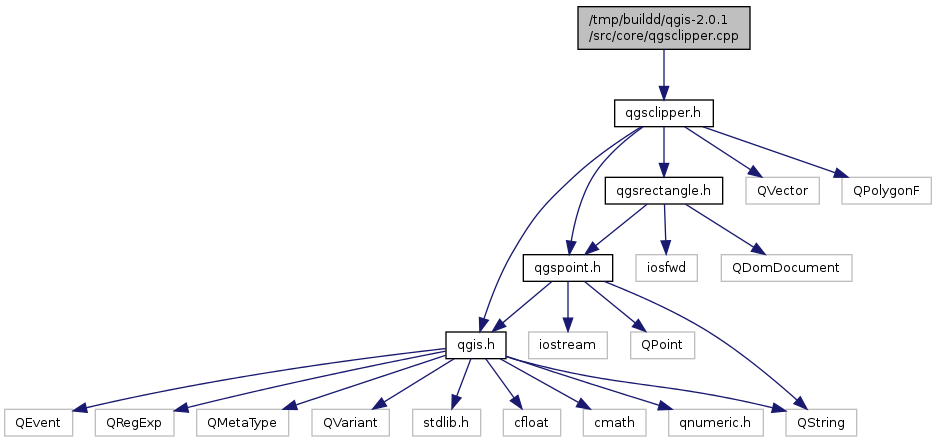 /tmp/buildd/qgis-2.0.1
/src/core/qgsclipper.cpp
qgsclipper.h
qgsrectangle.h
QVector
QPolygonF
qgspoint.h
iosfwd
QDomDocument
qgis.h
iostream
QPoint
QEvent
QRegExp
QMetaType
QVariant
stdlib.h
cfloat
cmath
qnumeric.h
QString